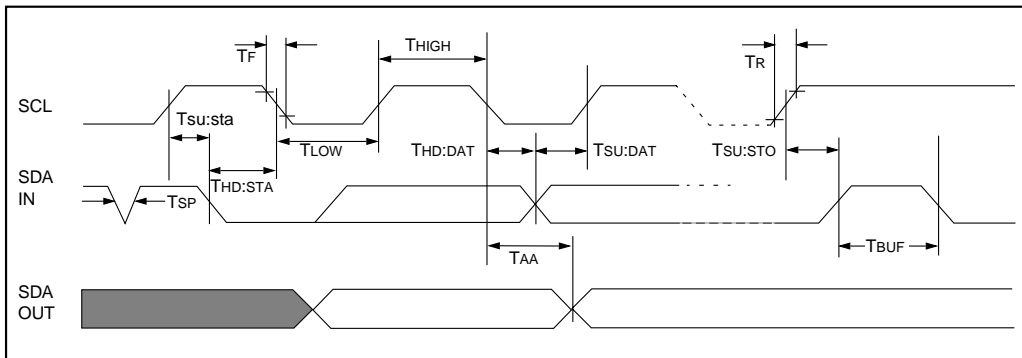 TF
THIGH
TR
SCL
Tsu:sta
TLOW
THD:DAT
TSU:DAT
TSU:STO
SDA
IN
THD:STA
TSP
TAA
TBUF
SDA
OUT